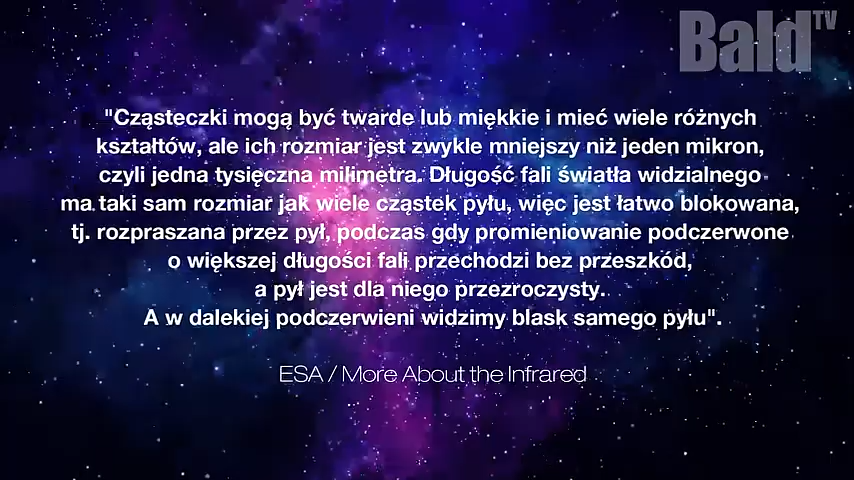 Bald TV
"Cząsteczki mogą być twarde lub miękkie i mieć wiele różnych
kształtów, ale ich rozmiar jest zwykle mniejszy niż jeden mikron,
czyli jedna tysięczna milimetra. Długość fali światła widzialnego
ma taki sam rozmiar jak wiele cząstek pyłu, więc jest łatwo blokowana,
tj. rozpraszana przez pył, podczas gdy promieniowanie podczerwone
o większej długości fali przechodzi bez przeszkód,
a pył jest dla niego przezroczysty.
A w dalekiej podczerwieni widzimy blask samego pyłu".
ESA / More About the Infrared